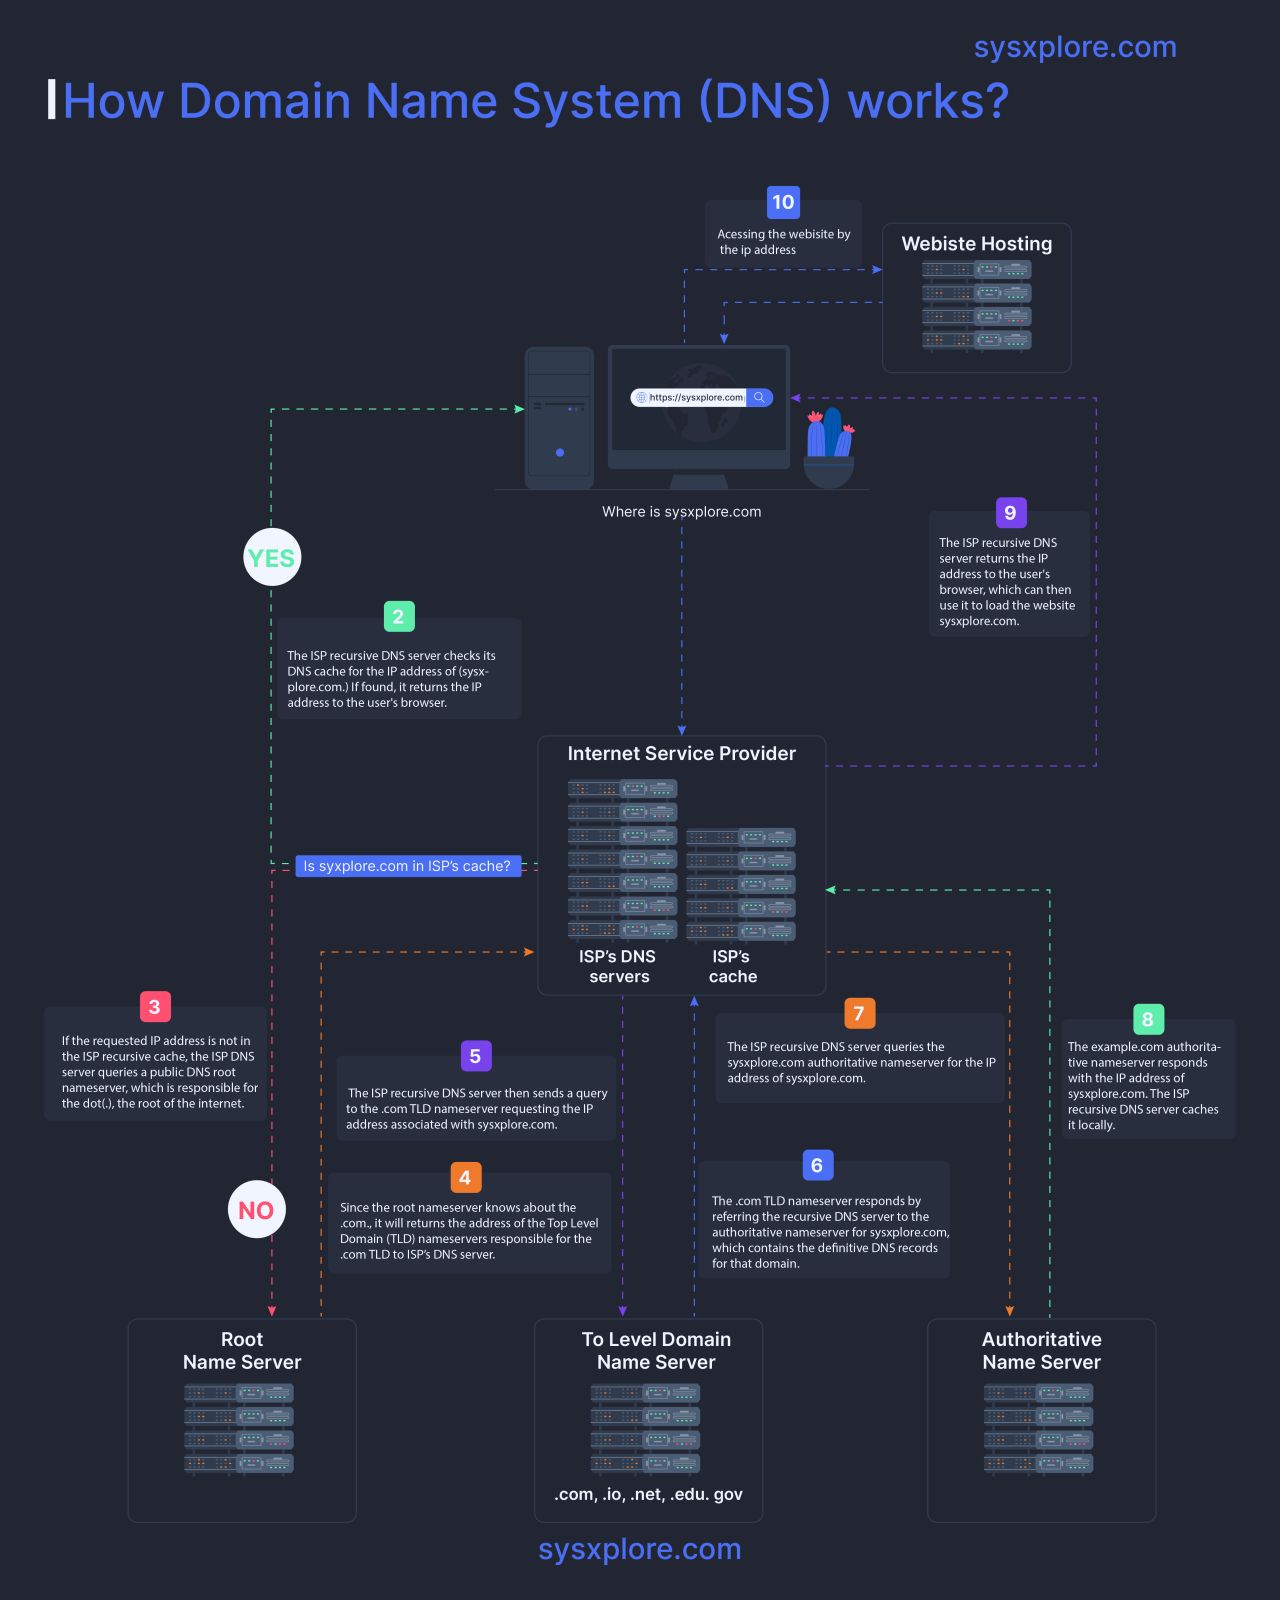 sysxplore.com
How Domain Name System (DNS) works?
10
Acessing the webisite by
the ip address
Webiste Hosting
https://sysxplore.com
Where is sysxplore.com
9
The ISP recursive DNS
server returns the IP
address to the user's
browser, which can then
use it to load the website
sysxplore.com.
YES
2
The ISP recursive DNS server checks its
DNS cache for the IP address of (sysx-
plore.com.) If found, it returns the IP
address to the user's browser.
Internet Service Provider
Is syxplore.com in ISP's cache?
ISP's DNS
servers
ISP's
cache
3
If the requested IP address is not in
the ISP recursive cache, the ISP DNS
server queries a public DNS root
nameserver, which is responsible for
the dot(.), the root of the internet.
5
The ISP recursive DNS server then sends a query
to the .com TLD nameserver requesting the IP
address associated with sysxplore.com.
7
The ISP recursive DNS server queries the
sysxplore.com authoritative nameserver for the IP
address of sysxplore.com.
8
The example.com authorita-
tive nameserver responds
with the IP address of
sysxplore.com. The ISP
recursive DNS server caches
it locally.
NO
4
Since the root nameserver knows about the
.com., it will returns the address of the Top Level
Domain (TLD) nameservers responsible for the
.com TLD to ISP's DNS server.
6
The .com TLD nameserver responds by
referring the recursive DNS server to the
authoritative nameserver for sysxplore.com,
which contains the definitive DNS records
for that domain.
Root
Name Server
To Level Domain
Name Server
.com, .io, .net, .edu. gov
Authoritative
Name Server
sysxplore.com